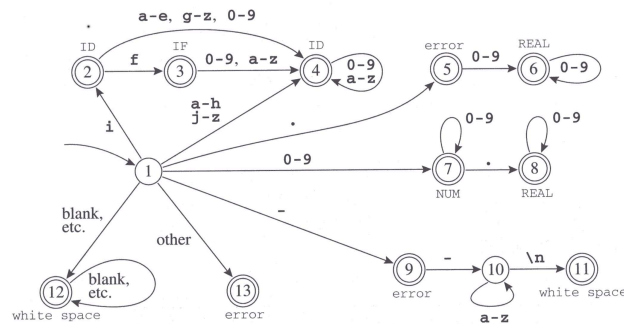 a-e, g-z, 0-9
ID IF ID error REAL
2 f 3 0-9, a-z 4 0-9 a-z 5 0-9 6 0-9
i a-h j-z .
0-9 0-9
1 0-9 7 . 8
NUM REAL
blank, etc. other -
12 blank, etc. 13 9 - 10 \n 11
white space error error white space
a-z